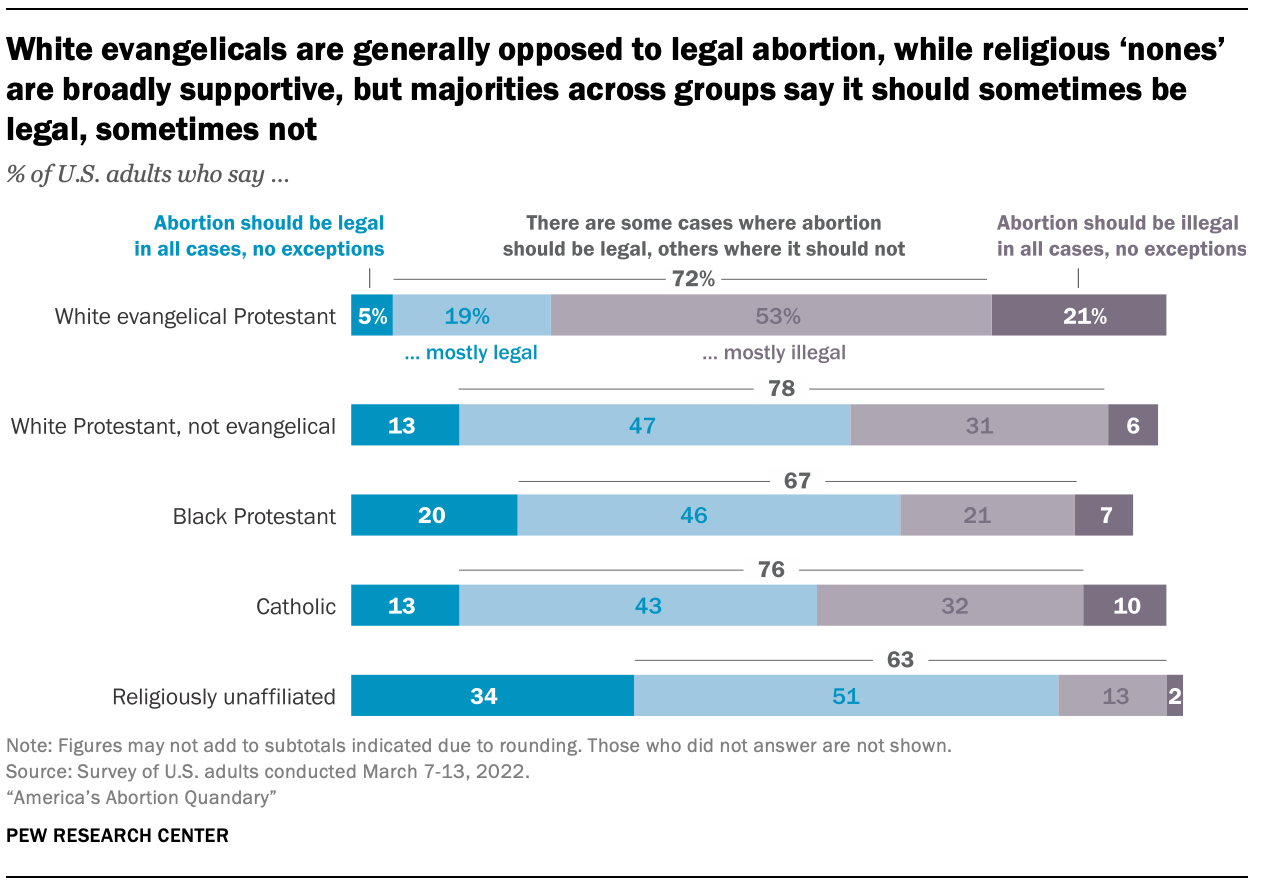 White evangelicals are generally opposed to legal abortion, while religious ‘nones’
are broadly supportive, but majorities across groups say it should sometimes be
legal, sometimes not
% of U.S. adults who say ...
Abortion should be legal
in all cases, no exceptions
There are some cases where abortion
should be legal, others where it should not
Abortion should be illegal
in all cases, no exceptions
72%
White evangelical Protestant 5% 19% 53% 21%
... mostly legal ... mostly illegal
78
White Protestant, not evangelical 13 47 31 6
67
Black Protestant 20 46 21 7
76
Catholic 13 43 32 10
63
Religiously unaffiliated 34 51 13 2
Note: Figures may not add to subtotals indicated due to rounding. Those who did not answer are not shown.
Source: Survey of U.S. adults conducted March 7-13, 2022.
“America’s Abortion Quandary”
PEW RESEARCH CENTER